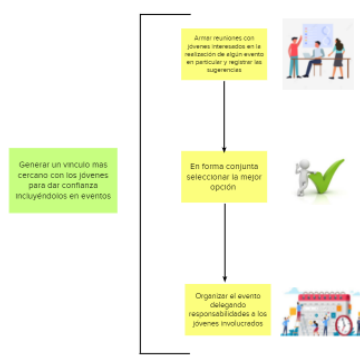 Armar reuniones con
jóvenes interesados en la
realización de algún evento
en particular y registrar las
sugerencias
Generar un vinculo mas
cercano con los jóvenes
para dar confianza
incluyéndolos en eventos
En forma conjunta
seleccionar la mejor
opción
Organizar el evento
delegando
responsabilidades a los
jóvenes involucrados